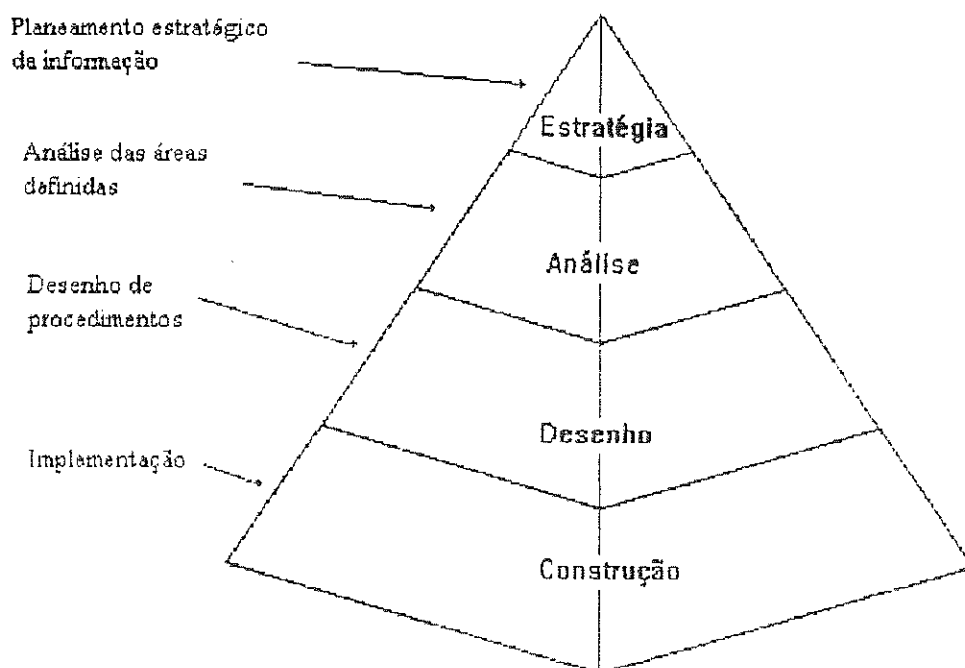 Planeamento estratégico
da informação
Estratégia
Análise das áreas
definidas
Análise
Desenho de
procedimentos
Desenho
Implementação
Construção